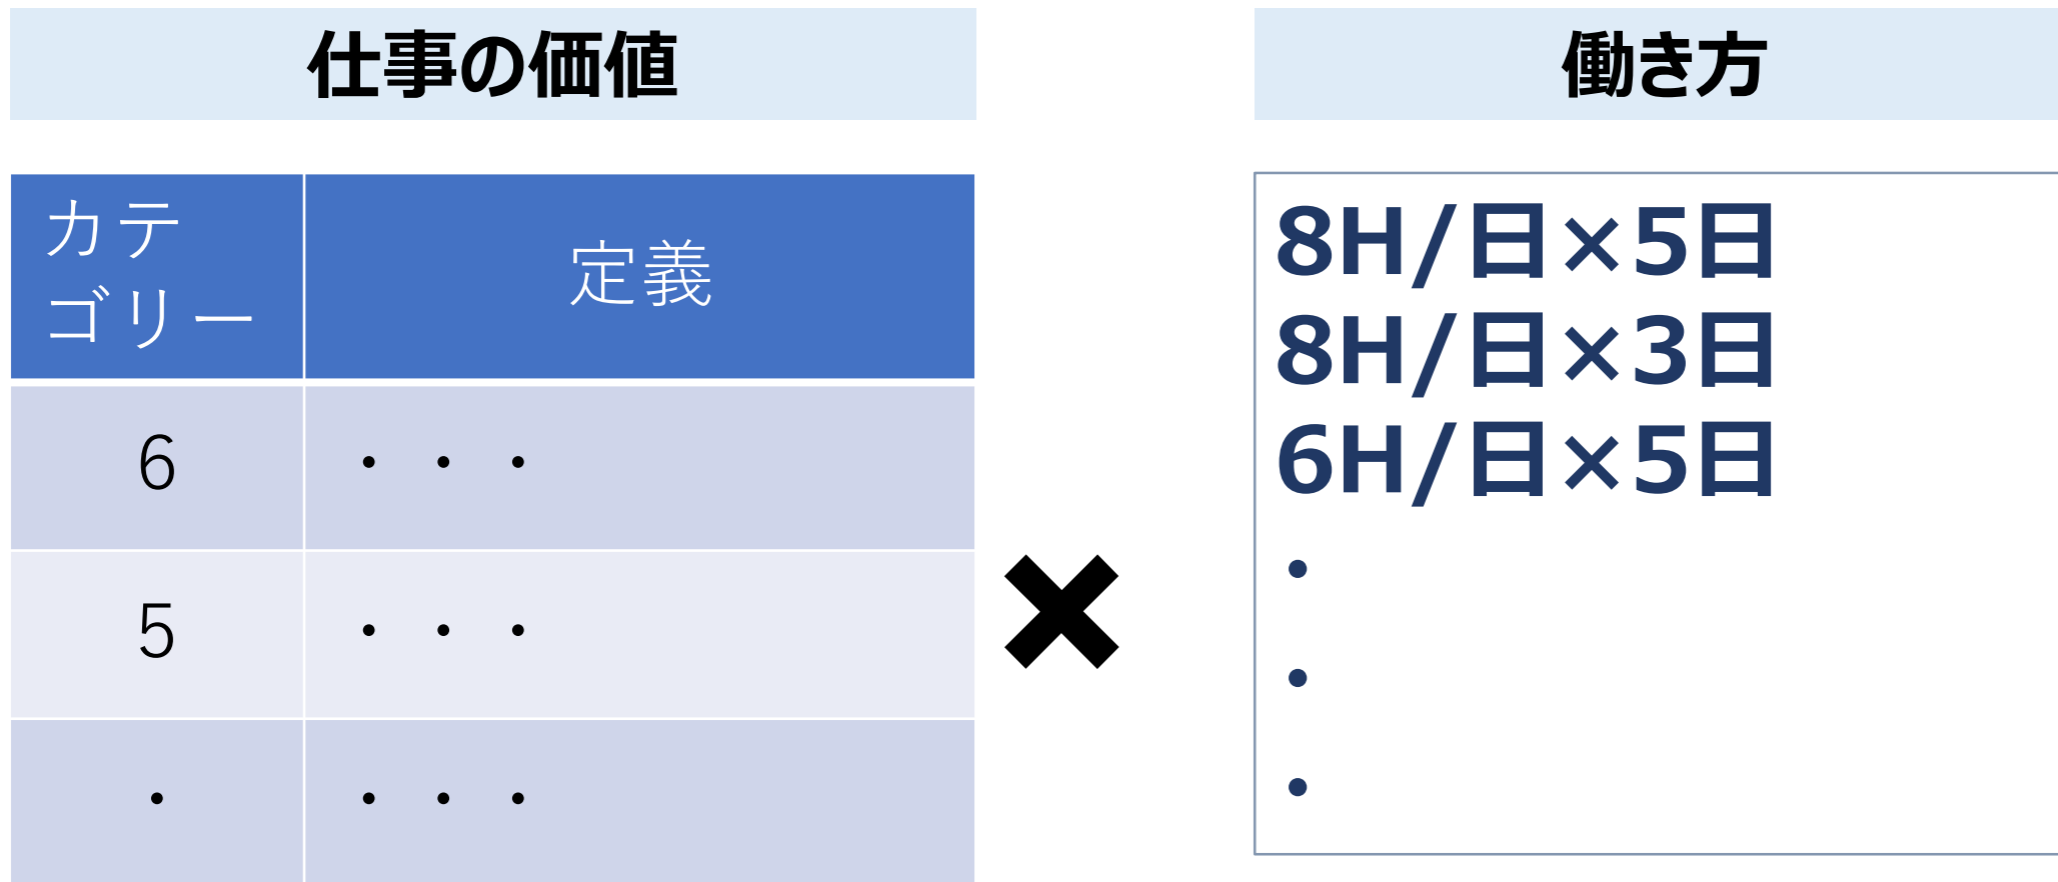 仕事の価値
働き方
カテ
ゴリー
定義
6
・・・
5
・・・
・
・・・
×
8H/日×5日
8H/日×3日
6H/日×5日
・
・
・